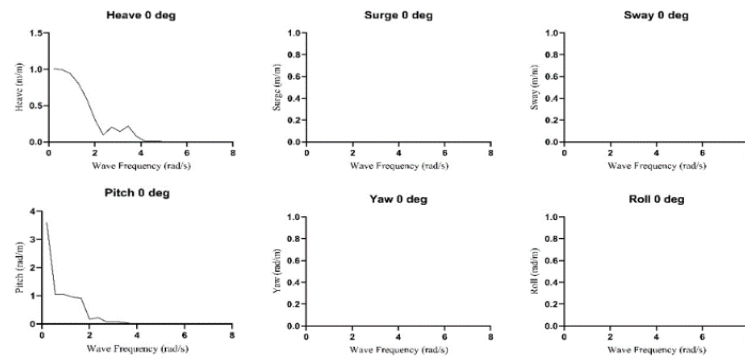 Heave 0 deg
Surge 0 deg
Sway 0 deg
Heave (m/m)
1.5
1.0
0.5
0.0
0 2 4 6 8
Wave Frequency (rad/s)
Surge (m/m)
1.0
0.8
0.6
0.4
0.2
0.0
0 2 4 6 8
Wave Frequency (rad/s)
Sway (m/m)
1.0
0.8
0.6
0.4
0.2
0.0
0 2 4 6
Wave Frequency (rad/s)
Pitch 0 deg
Yaw 0 deg
Roll 0 deg
Pitch (rad/m)
4
3
2
1
0
0 2 4 6 8
Wave Frequency (rad/s)
Yaw (rad/m)
1.0
0.8
0.6
0.4
0.2
0.0
0 2 4 6 8
Wave Frequency (rad/s)
Roll (rad/m)
1.0
0.8
0.6
0.4
0.2
0.0
0 2 4 6
Wave Frequency (rad/s)